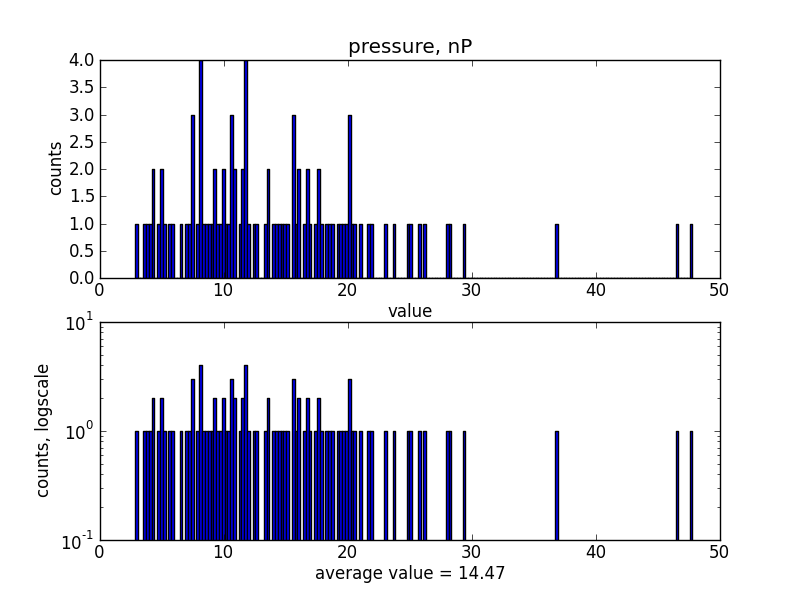 pressure, nP
4.0
3.5
3.0
2.5
2.0
1.5
1.0
0.5
0.0
counts
0 10 20 30 40 50
value
10^1
10^0
10^-1
counts, logscale
0 10 20 30 40 50
average value = 14.47